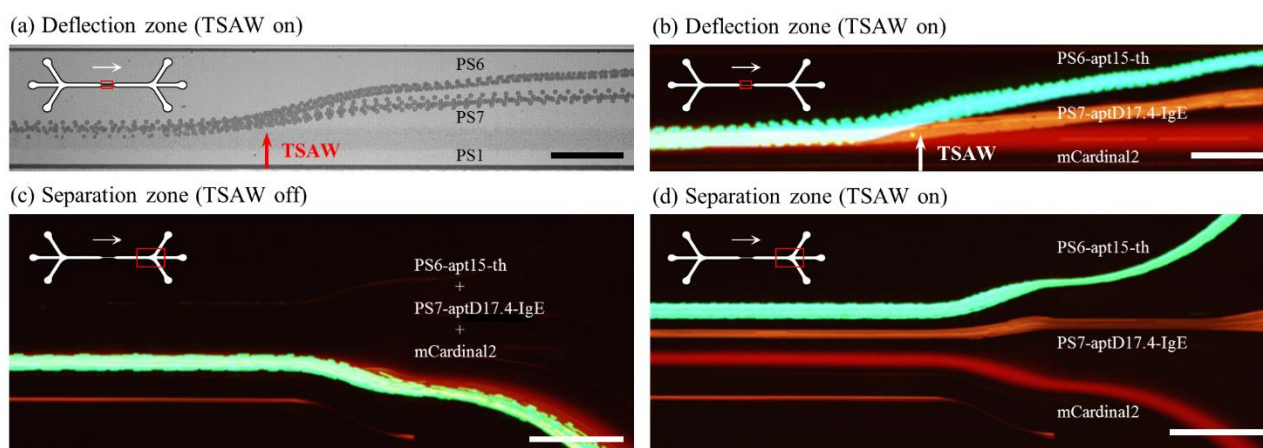 (a) Deflection zone (TSAW on)
PS6
PS7
TSAW
PS1
(b) Deflection zone (TSAW on)
PS6-apt15-th
PS7-aptD17.4-IgE
TSAW
mCardinal2
(c) Separation zone (TSAW off)
PS6-apt15-th
+
PS7-aptD17.4-IgE
+
mCardinal2
(d) Separation zone (TSAW on)
PS6-apt15-th
PS7-aptD17.4-IgE
mCardinal2